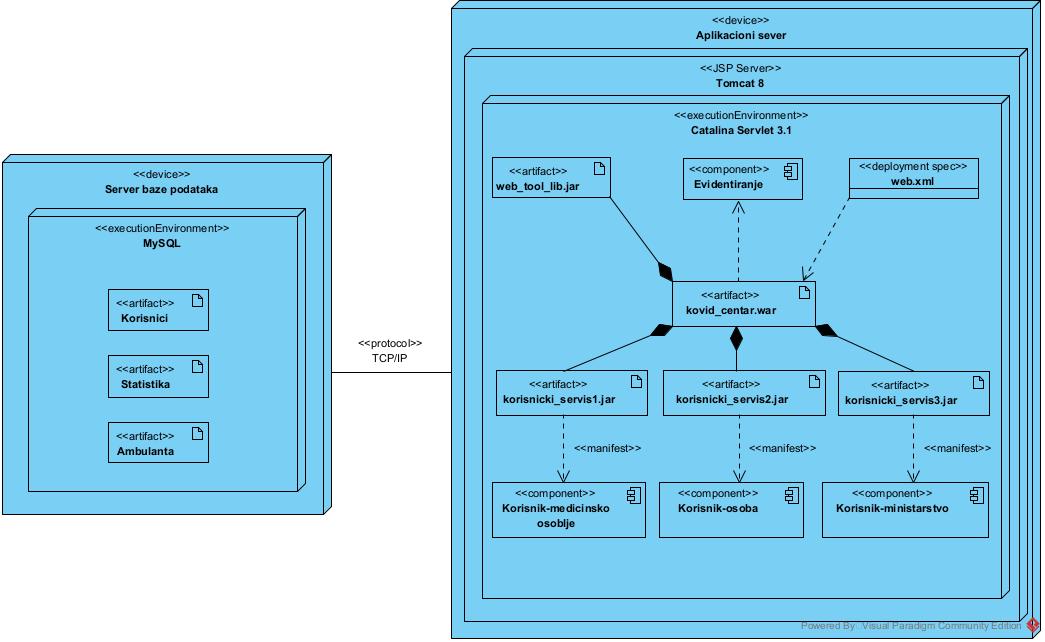 <<device>>
Aplikacioni sever
<<JSP Server>>
Tomcat 8
<<executionEnvironment>>
Catalina Servlet 3.1
<<artifact>>
web_tool_lib.jar
<<component>>
Evidentiranje
<<deployment spec>>
web.xml
<<device>>
Server baze podataka
<<executionEnvironment>>
MySQL
<<artifact>>
Korisnici
<<artifact>>
Statistika
<<artifact>>
Ambulanta
<<protocol>>
TCP/IP
<<artifact>>
kovid_centar.war
<<artifact>>
korisnicki_servis1.jar
<<artifact>>
korisnicki_servis2.jar
<<artifact>>
korisnicki_servis3.jar
<<manifest>>
<<manifest>>
<<manifest>>
<<component>>
Korisnik-medicinsko
osoblje
<<component>>
Korisnik-osoba
<<component>>
Korisnik-ministarstvo
Powered By Visual Paradigm Community Edition